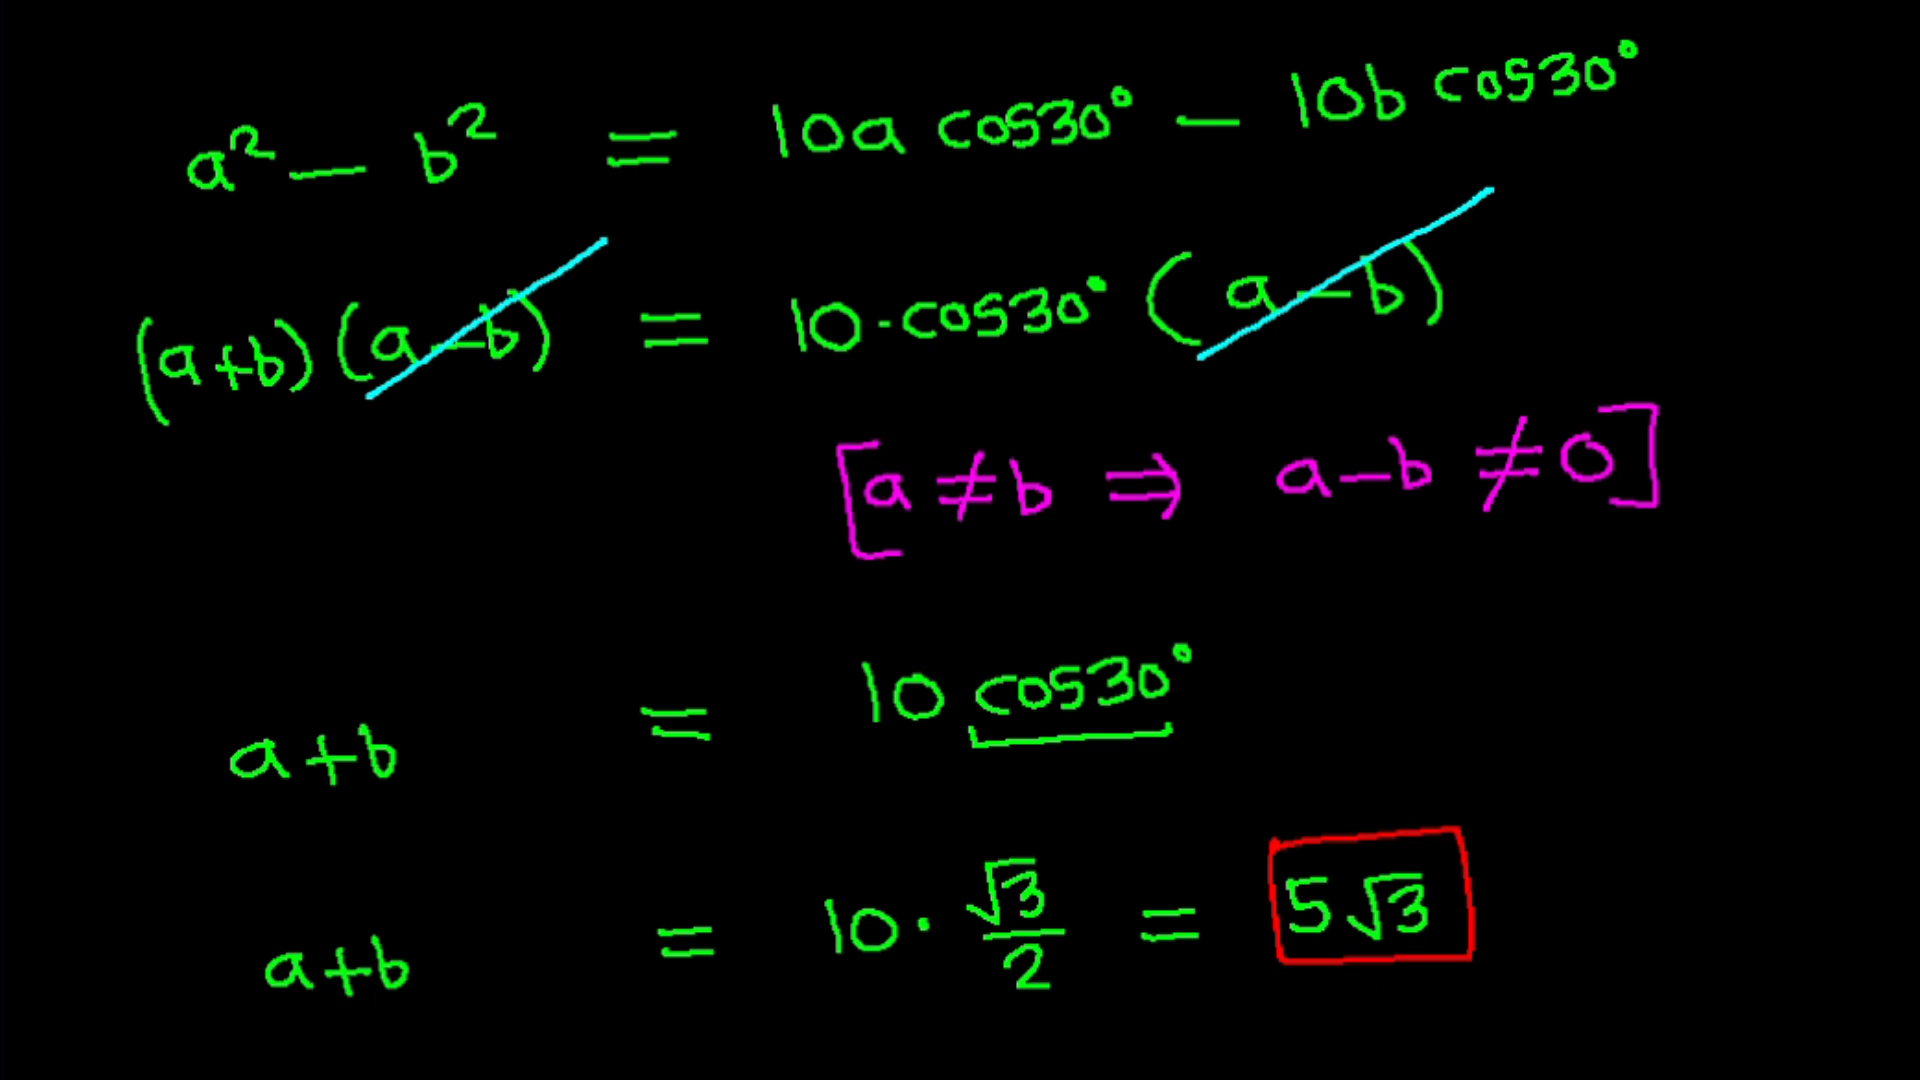 a² – b² = 10a cos30° – 10b cos30°
(a+b)(a–b) = 10·cos30° (a–b)
[a ≠ b ⇒ a–b ≠ 0]
a+b = 10 cos30°
a+b = 10 · √3/2 = 5√3